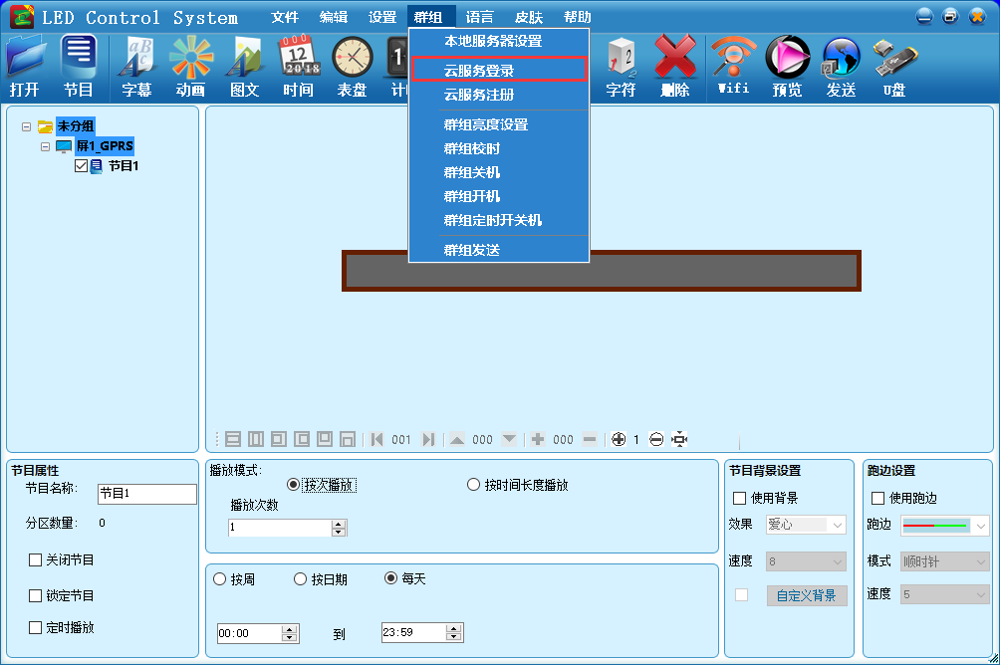 LED Control System 文件 编辑 设置 群组 语言 皮肤 帮助
本地服务器设置
云服务登录
云服务注册
群组亮度设置
群组校时
群组关机
群组开机
群组定时开关机
群组发送
打开 节目 字幕 动画 图文 时间 表盘 计 字符 删除 Wifi 预览 发送 U盘
未分组
屏1_GPRS
节目1
001 000 000 1
节目属性
节目名称: 节目1
分区数量: 0
关闭节目
锁定节目
定时播放
播放模式:
按次播放 按时间长度播放
播放次数
1
按周 按日期 每天
00:00 到 23:59
节目背景设置
使用背景
效果 爱心
速度 8
自定义背景
跑边设置
使用跑边
跑边
模式 顺时针
速度 5